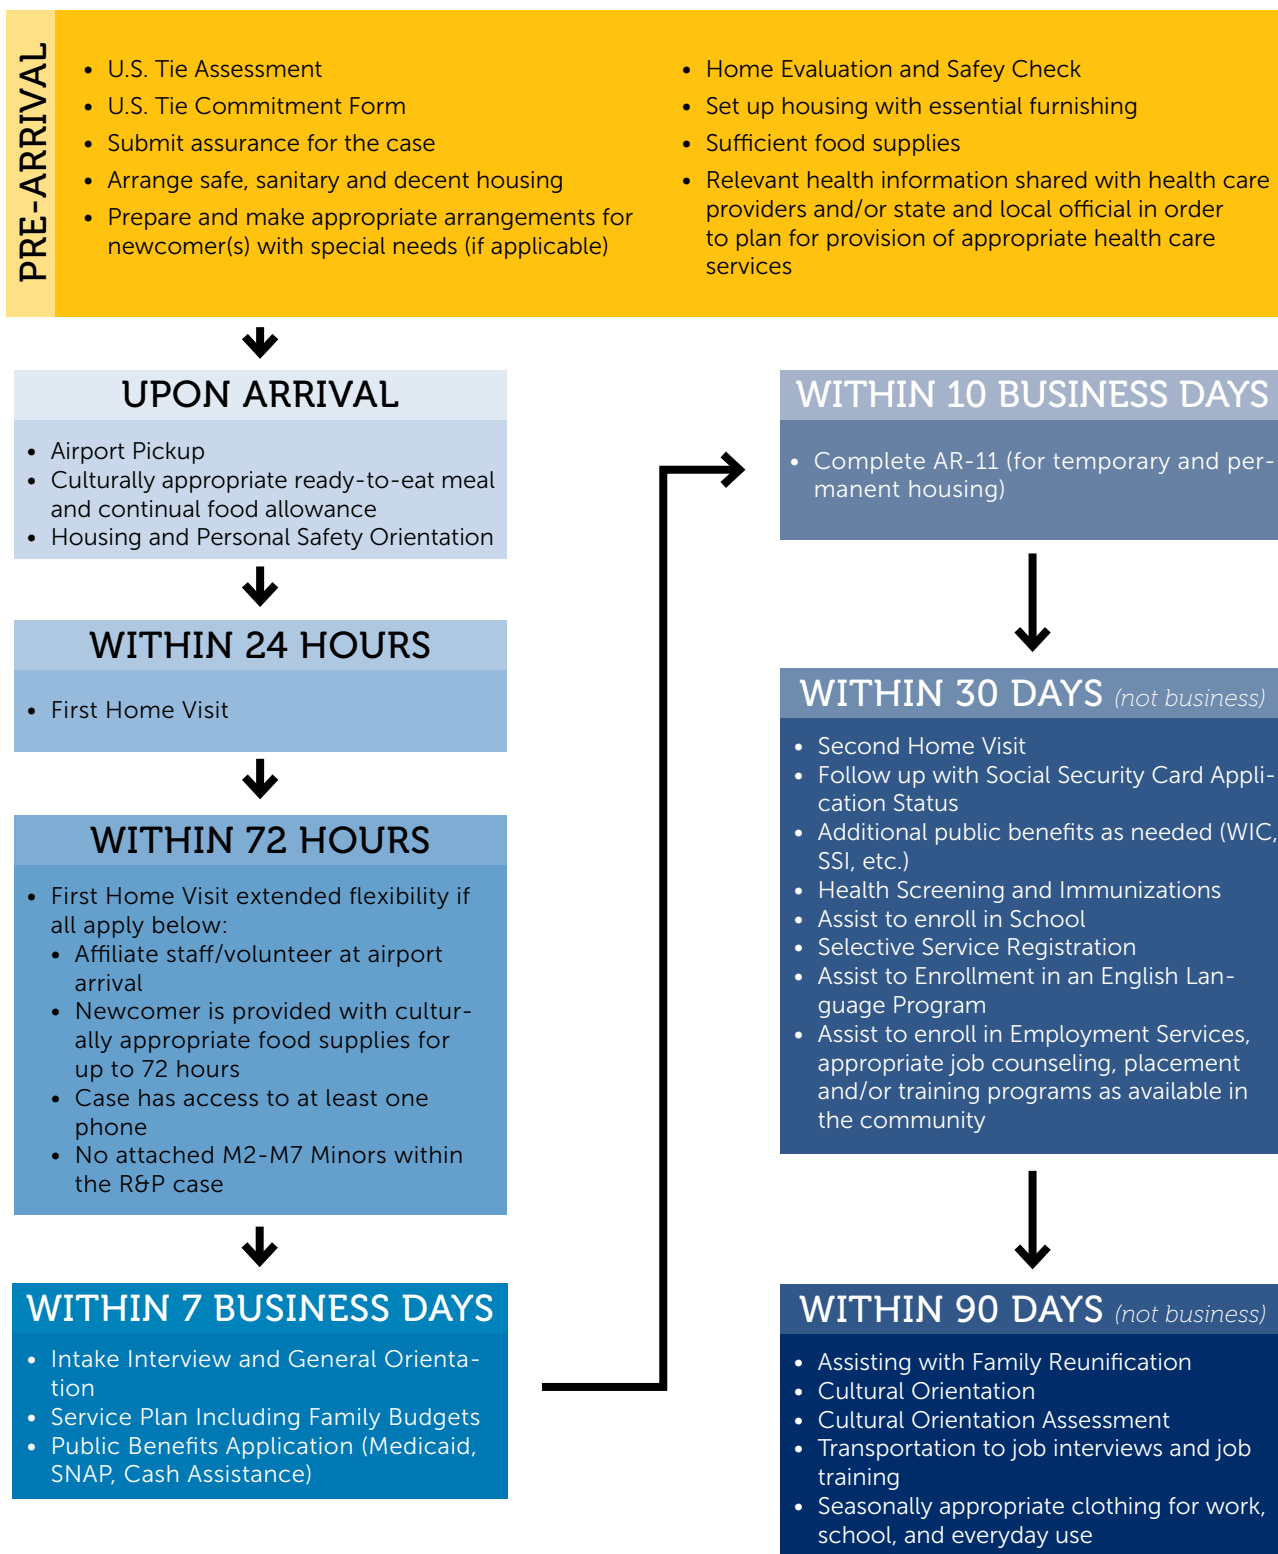 PRE-ARRIVAL
• U.S. Tie Assessment
• U.S. Tie Commitment Form
• Submit assurance for the case
• Arrange safe, sanitary and decent housing
• Prepare and make appropriate arrangements for
newcomer(s) with special needs (if applicable)
• Home Evaluation and Safey Check
• Set up housing with essential furnishing
• Sufficient food supplies
• Relevant health information shared with health care
providers and/or state and local official in order
to plan for provision of appropriate health care
services
UPON ARRIVAL
• Airport Pickup
• Culturally appropriate ready-to-eat meal
and continual food allowance
• Housing and Personal Safety Orientation
WITHIN 24 HOURS
• First Home Visit
WITHIN 72 HOURS
• First Home Visit extended flexibility if
all apply below:
• Affiliate staff/volunteer at airport
arrival
• Newcomer is provided with cultur-
ally appropriate food supplies for
up to 72 hours
• Case has access to at least one
phone
• No attached M2-M7 Minors within
the R&P case
WITHIN 7 BUSINESS DAYS
• Intake Interview and General Orienta-
tion
• Service Plan Including Family Budgets
• Public Benefits Application (Medicaid,
SNAP, Cash Assistance)
WITHIN 10 BUSINESS DAYS
• Complete AR-11 (for temporary and per-
manent housing)
WITHIN 30 DAYS (not business)
• Second Home Visit
• Follow up with Social Security Card Appli-
cation Status
• Additional public benefits as needed (WIC,
SSI, etc.)
• Health Screening and Immunizations
• Assist to enroll in School
• Selective Service Registration
• Assist to Enrollment in an English Lan-
guage Program
• Assist to enroll in Employment Services,
appropriate job counseling, placement
and/or training programs as available in
the community
WITHIN 90 DAYS (not business)
• Assisting with Family Reunification
• Cultural Orientation
• Cultural Orientation Assessment
• Transportation to job interviews and job
training
• Seasonally appropriate clothing for work,
school, and everyday use